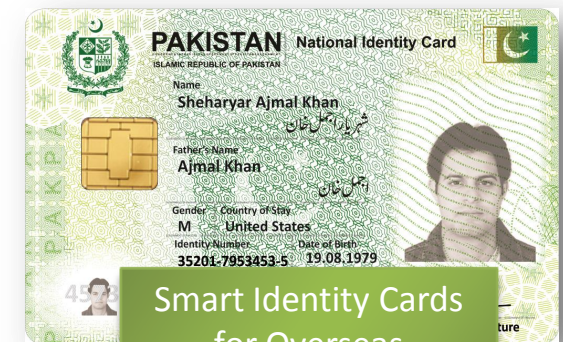 PAKISTAN National Identity Card
ISLAMIC REPUBLIC OF PAKISTAN
Name
Sheharyar Ajmal Khan
شہریار اجمل خان
Father's Name
Ajmal Khan
اجمل خان
Gender Country of Stay
M United States
Identity Number Date of Birth
35201-7953453-5 19.08.1979
Smart Identity Cards
for Overseas